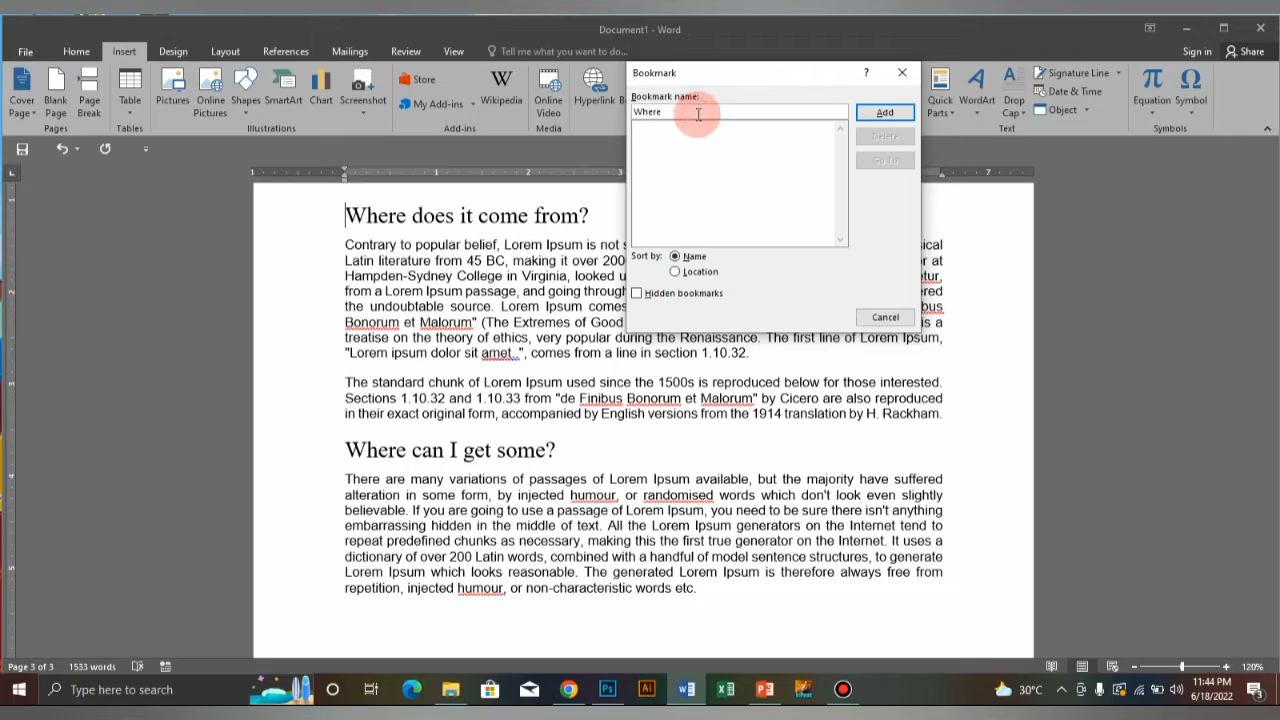 Document1 - Word
File Home Insert Design Layout References Mailings Review View Tell me what you want to do... Sign in Share
Cover Page
Blank Page
Page Break
Pages
Table
Tables
Pictures
Online Pictures
Shapes
SmartArt
Chart
Screenshot
Illustrations
Store
My Add-ins
Wikipedia
Add-ins
Online Video
Media
Hyperlink
Quick Parts
WordArt
Drop Cap
Signature Line
Date & Time
Object
Text
Equation
Symbol
Symbols
Bookmark ?
Bookmark name:
Where
Add
Delete
Go To
Sort by: Name
Location
Hidden bookmarks
Cancel
1 1 2 3 7
Where does it come from?
Contrary to popular belief, Lorem Ipsum is not s sical
Latin literature from 45 BC, making it over 200 r at
Hampden-Sydney College in Virginia, looked u tur,
from a Lorem Ipsum passage, and going through ered
the undoubtable source. Lorem Ipsum comes ibus
Bonorum et Malorum" (The Extremes of Good is a
treatise on the theory of ethics, very popular during the Renaissance. The first line of Lorem Ipsum,
"Lorem ipsum dolor sit amet..", comes from a line in section 1.10.32.
The standard chunk of Lorem Ipsum used since the 1500s is reproduced below for those interested.
Sections 1.10.32 and 1.10.33 from "de Finibus Bonorum et Malorum" by Cicero are also reproduced
in their exact original form, accompanied by English versions from the 1914 translation by H. Rackham.
Where can I get some?
There are many variations of passages of Lorem Ipsum available, but the majority have suffered
alteration in some form, by injected humour, or randomised words which don't look even slightly
believable. If you are going to use a passage of Lorem Ipsum, you need to be sure there isn't anything
embarrassing hidden in the middle of text. All the Lorem Ipsum generators on the Internet tend to
repeat predefined chunks as necessary, making this the first true generator on the Internet. It uses a
dictionary of over 200 Latin words, combined with a handful of model sentence structures, to generate
Lorem Ipsum which looks reasonable. The generated Lorem Ipsum is therefore always free from
repetition, injected humour, or non-characteristic words etc.
Page 3 of 3 1533 words 120%
Type here to search
30°C
11:44 PM
6/18/2022